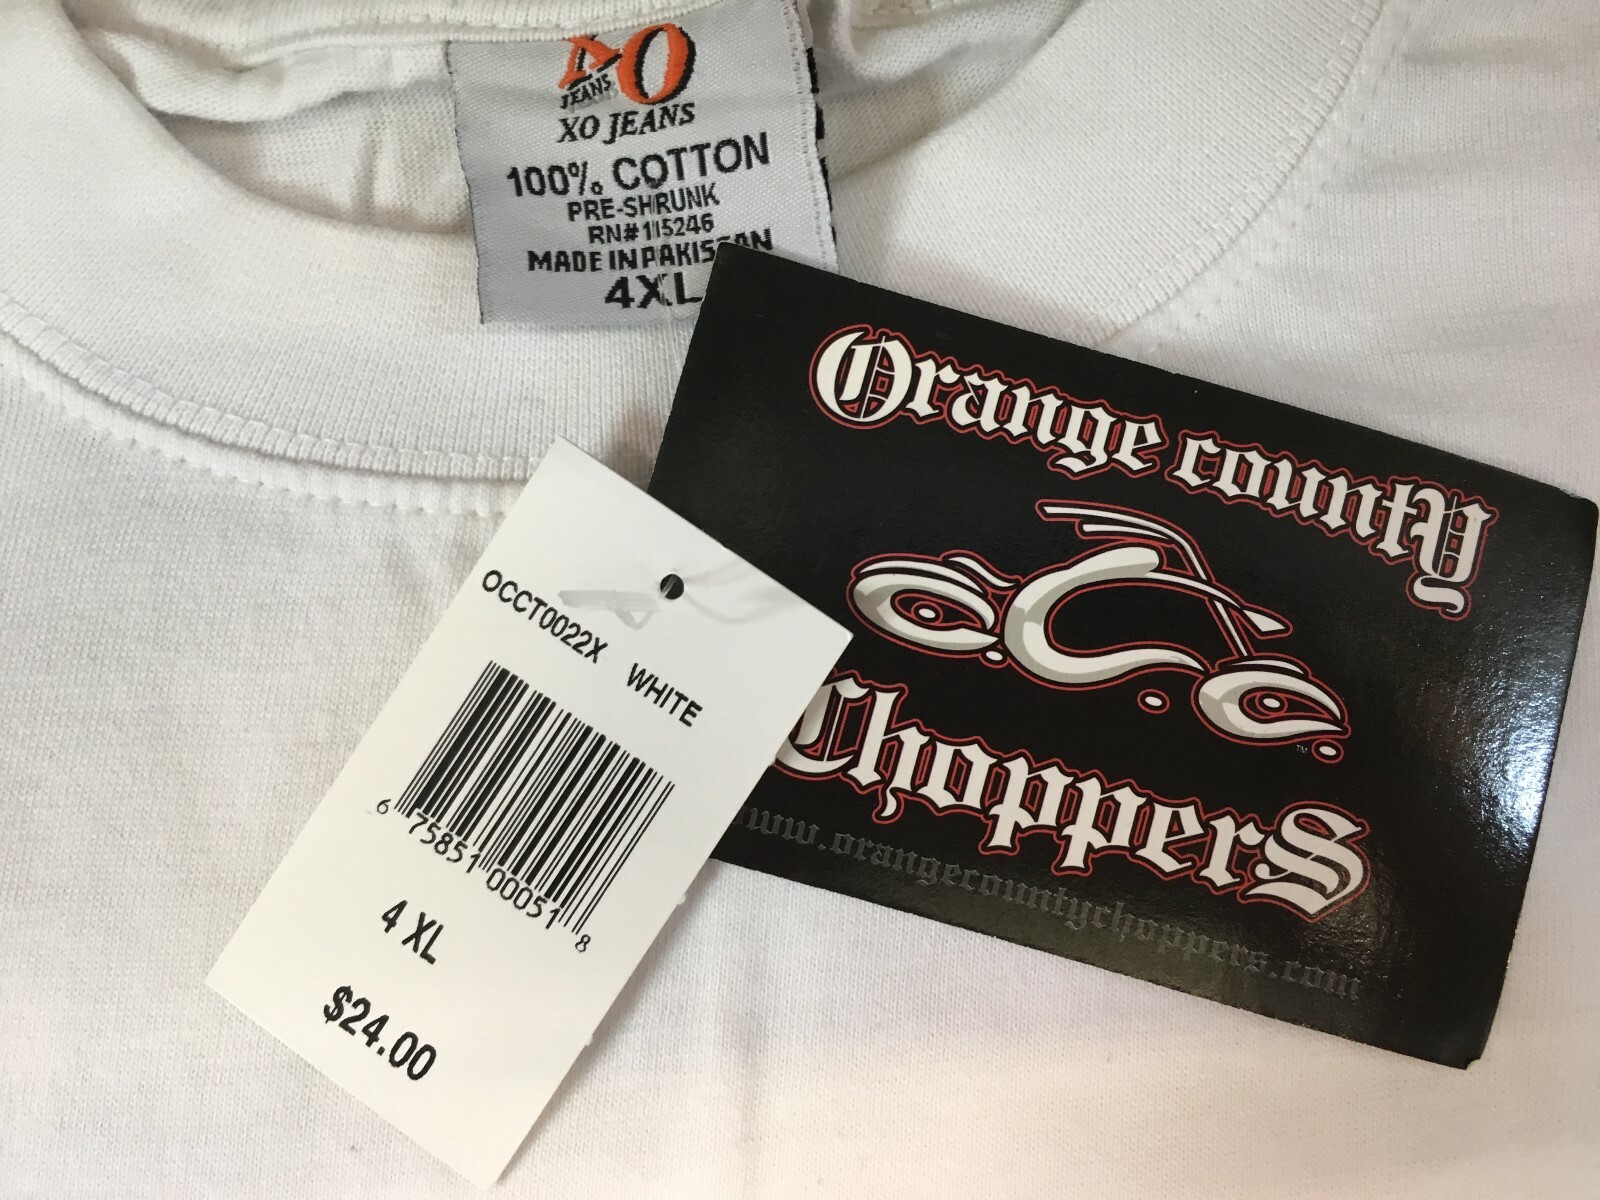 XO
JEANS
XO JEANS
100% COTTON
PRE-SHRUNK
RN#115246
MADE IN PAKISTAN
4XL
Orange county
Choppers
TM
www.orangecountychoppers.com
OCCT0022X WHITE
6 75851 00051 8
4 XL
$24.00